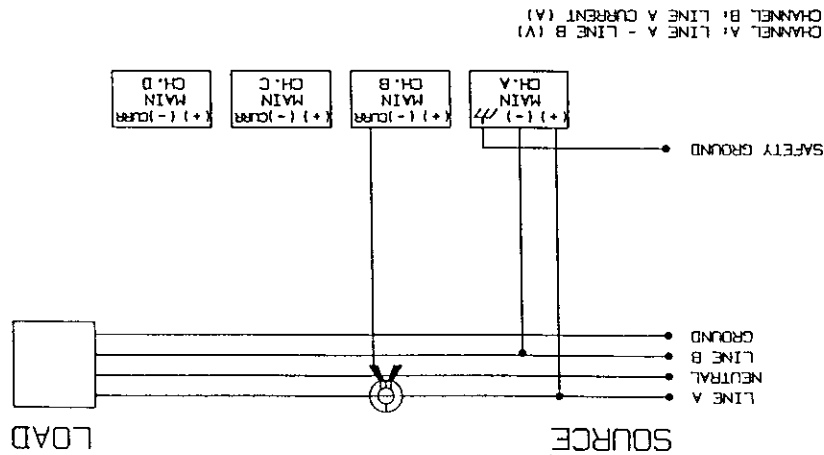 SOURCE LOAD
LINE A
NEUTRAL
LINE B
GROUND
SAFETY GROUND
(+)(-)
MAIN
CH.A
(+)(-)CURR
MAIN
CH.B
(+)(-)CURR
MAIN
CH.C
(+)(-)CURR
MAIN
CH.D
CHANNEL A: LINE A - LINE B (V)
CHANNEL B: LINE A CURRENT (A)